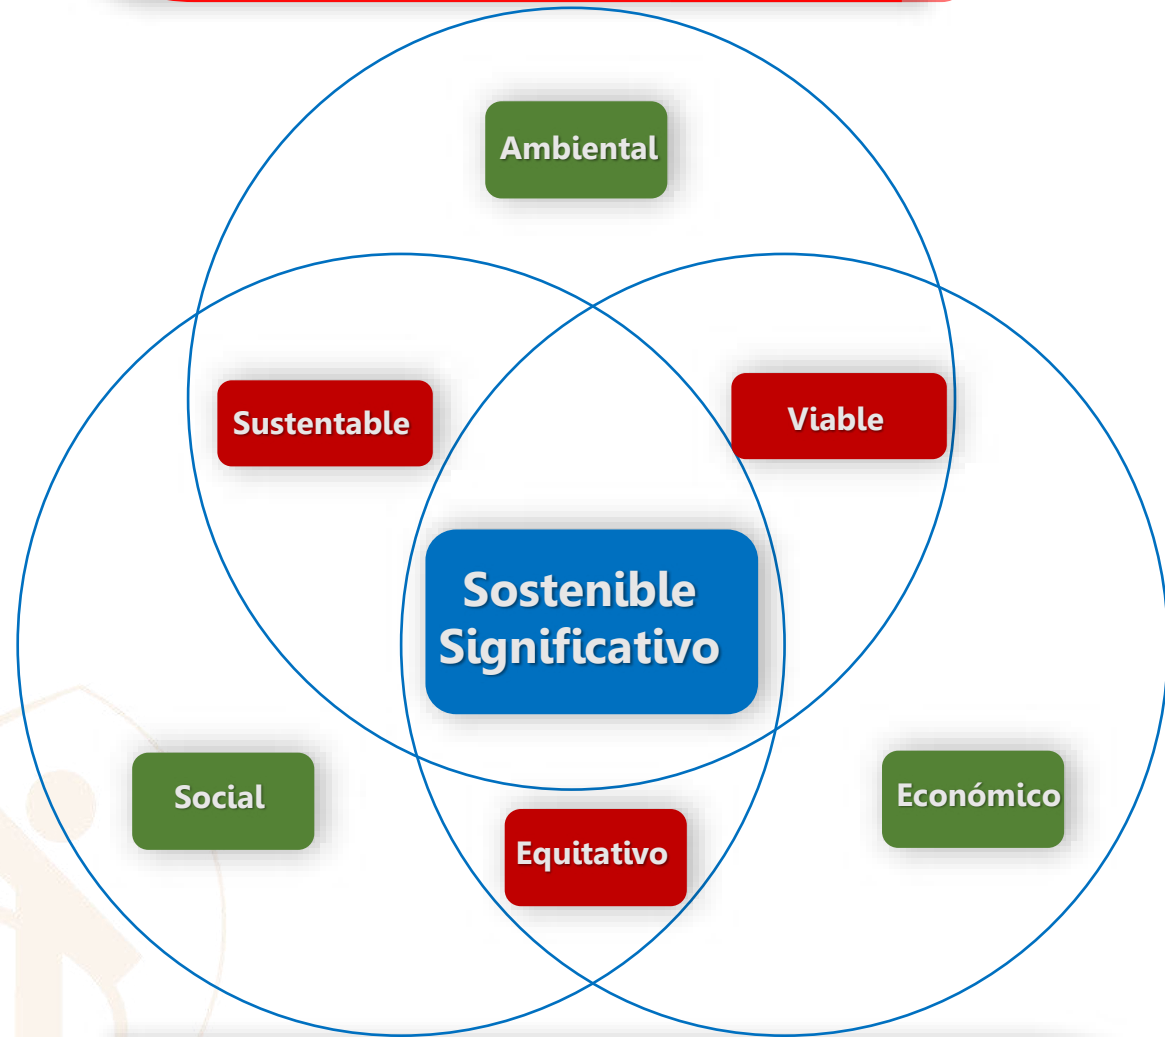 Ambiental
Sustentable
Viable
Sostenible
Significativo
Social
Económico
Equitativo